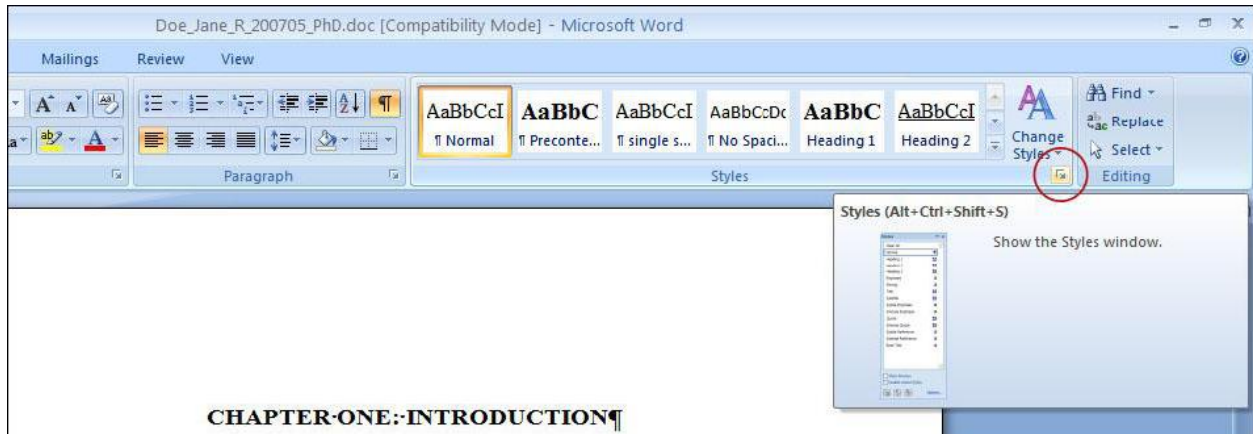 Doe_Jane_R_200705_PhD.doc [Compatibility Mode] - Microsoft Word
Mailings Review View
AaBbCcI AaBbC AaBbCcI AaBbCcDc AaBbC AaBbCcI
¶ Normal ¶ Preconte... ¶ single s... ¶ No Spaci... Heading 1 Heading 2
Change
Styles
Find
Replace
Select
Paragraph Styles Editing
Styles (Alt+Ctrl+Shift+S)
Show the Styles window.
CHAPTER·ONE:·INTRODUCTION¶